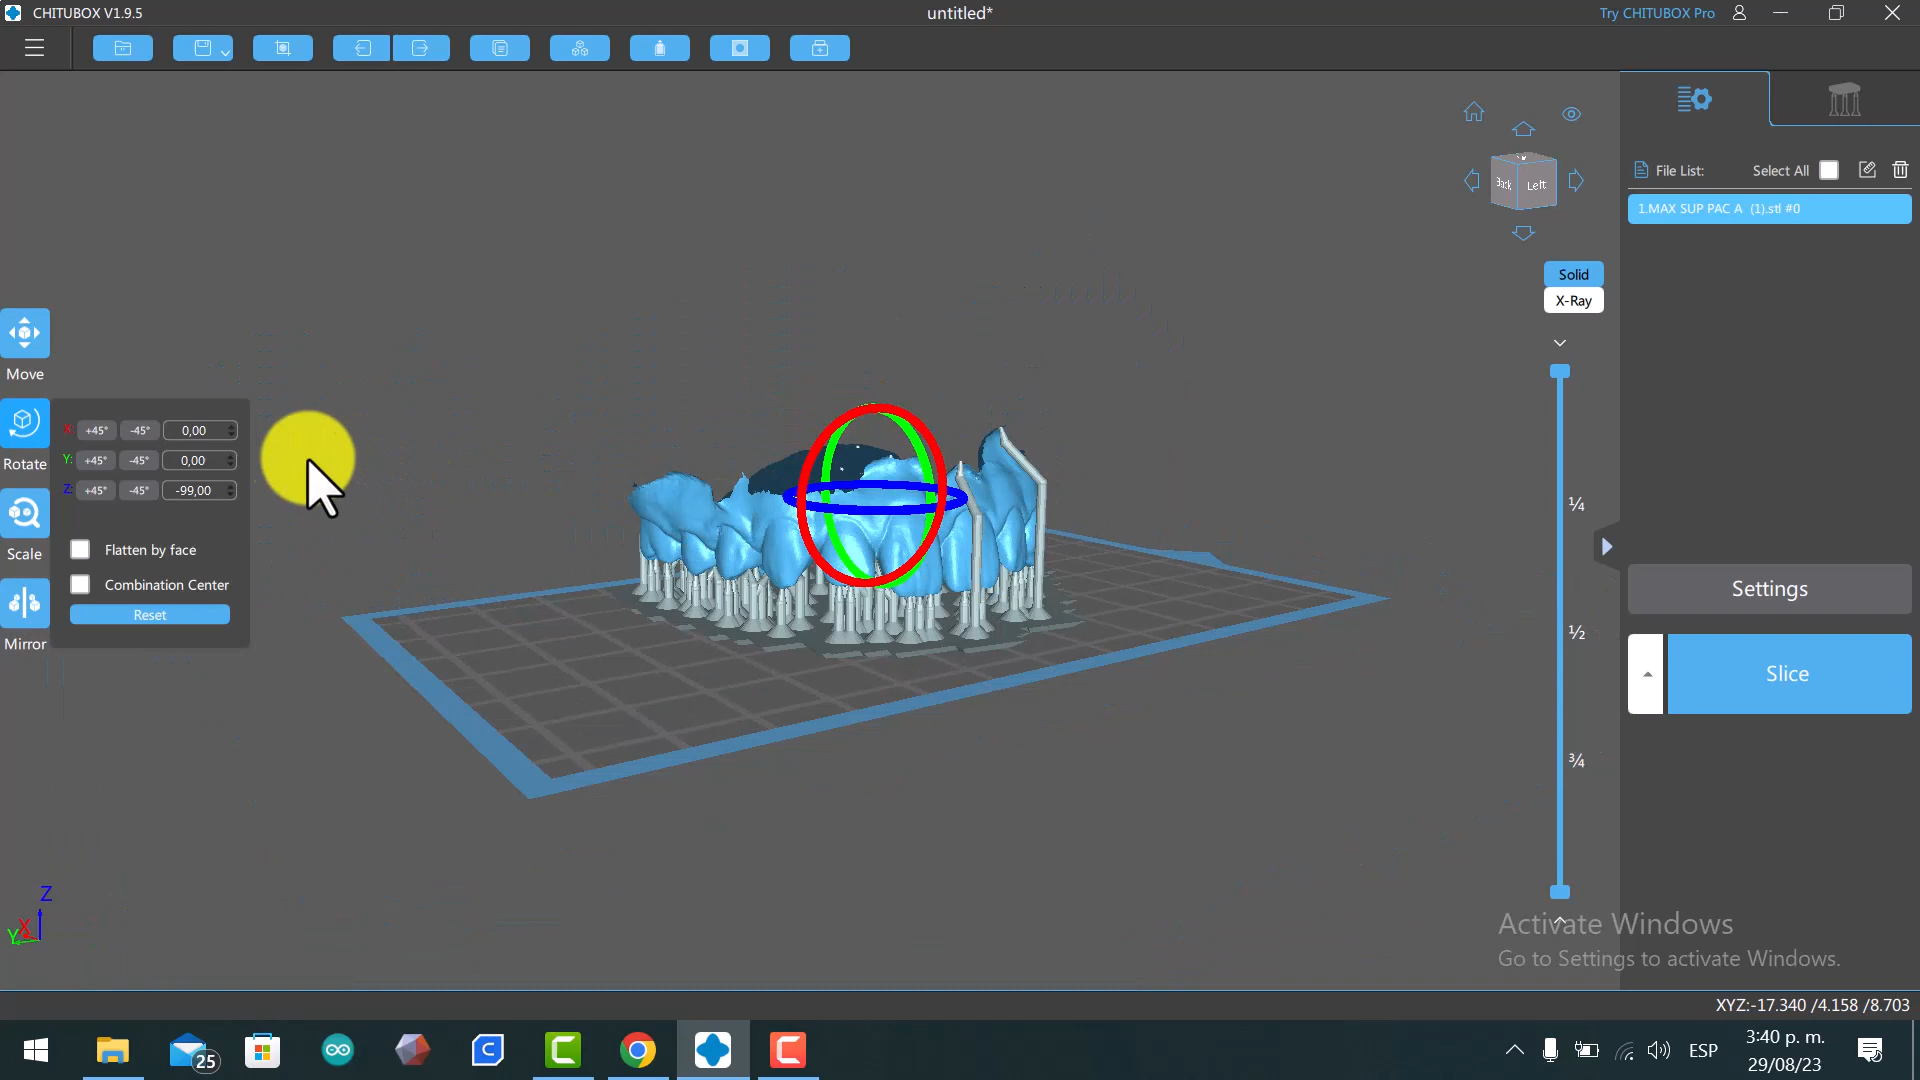 CHITUBOX V1.9.5
untitled*
Try CHITUBOX Pro
File List:
Select All
1.MAX SUP PAC A (1).stl #0
Back
Left
Solid
X-Ray
Move
Rotate
Scale
Mirror
X: +45° -45° 0,00
Y: +45° -45° 0,00
Z: +45° -45° -99,00
Flatten by face
Combination Center
Reset
¼
½
¾
Settings
Slice
Z
X
Y
Activate Windows
Go to Settings to activate Windows.
XYZ:-17.340 /4.158 /8.703
25
ESP
3:40 p. m.
29/08/23